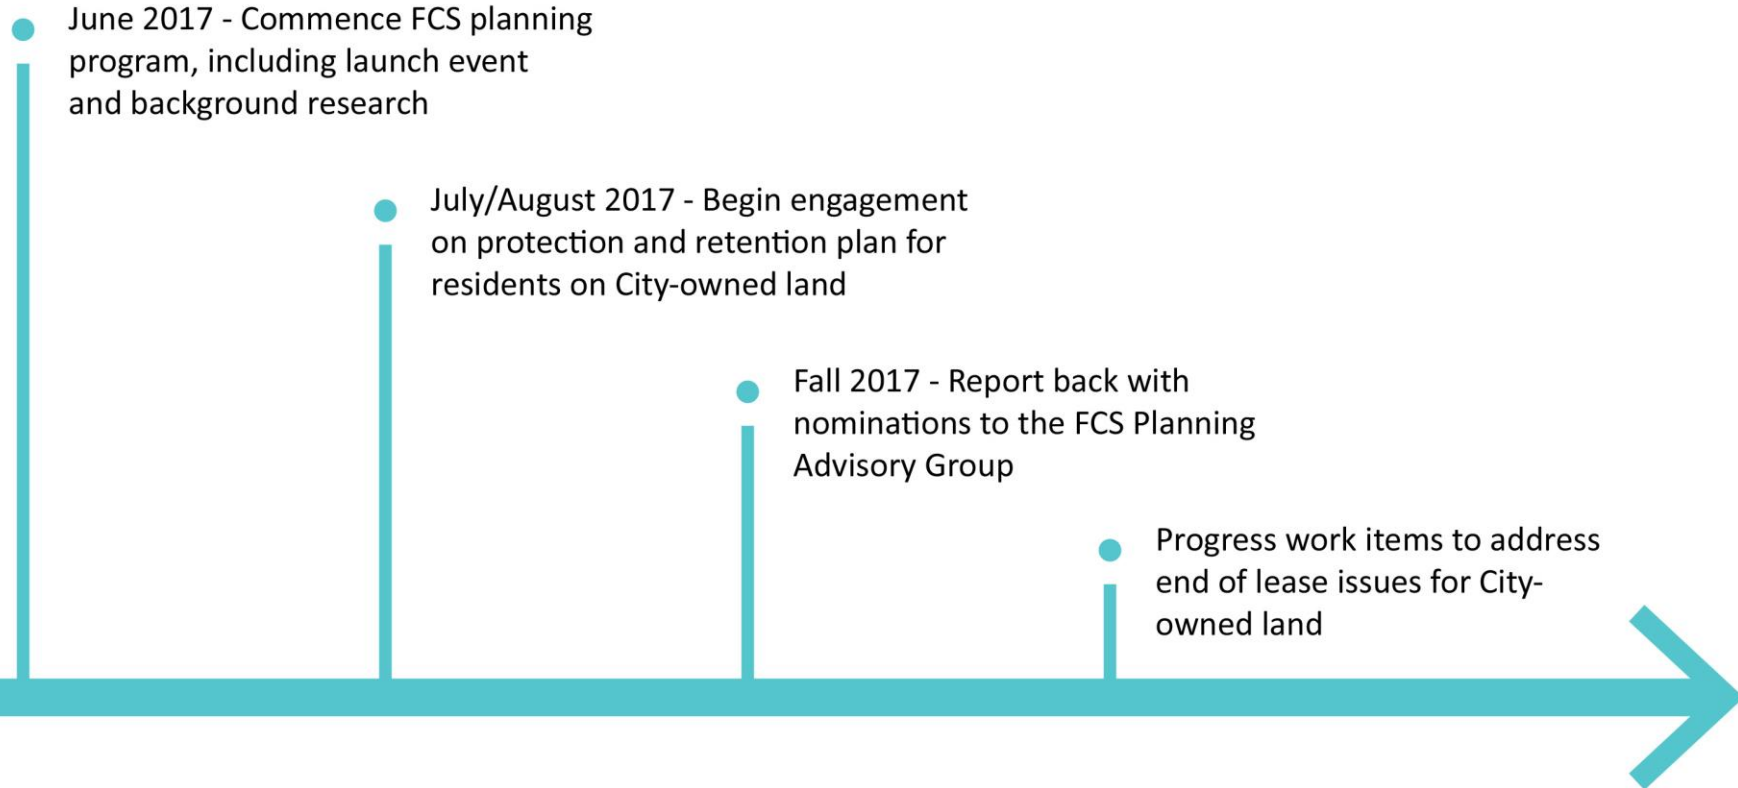 June 2017 - Commence FCS planning
program, including launch event
and background research
July/August 2017 - Begin engagement
on protection and retention plan for
residents on City-owned land
Fall 2017 - Report back with
nominations to the FCS Planning
Advisory Group
Progress work items to address
end of lease issues for City-
owned land